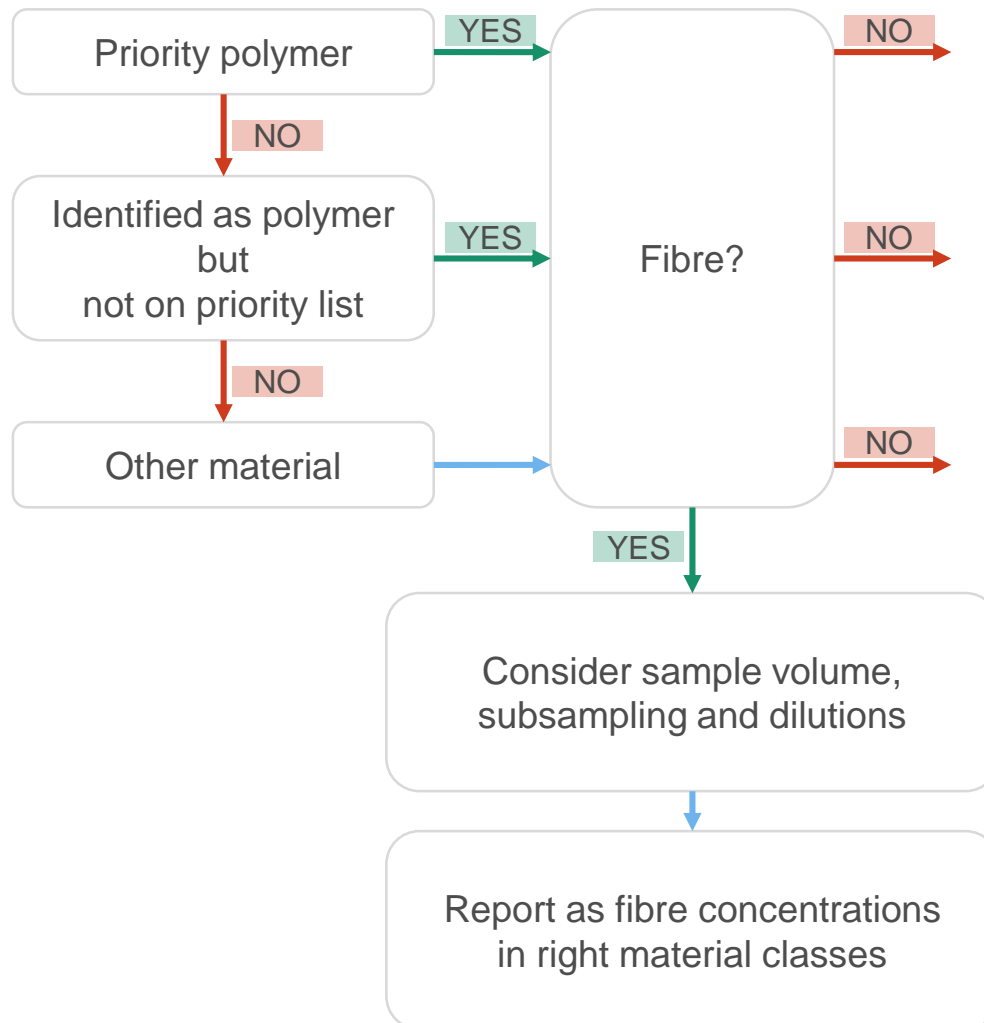 Priority polymer
YES
NO
NO
Identified as polymer
but
not on priority list
YES
Fibre?
NO
NO
Other material
NO
YES
Consider sample volume,
subsampling and dilutions
Report as fibre concentrations
in right material classes